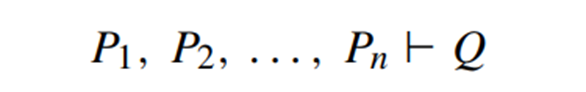 P₁, P₂, ..., Pₙ ⊢ Q